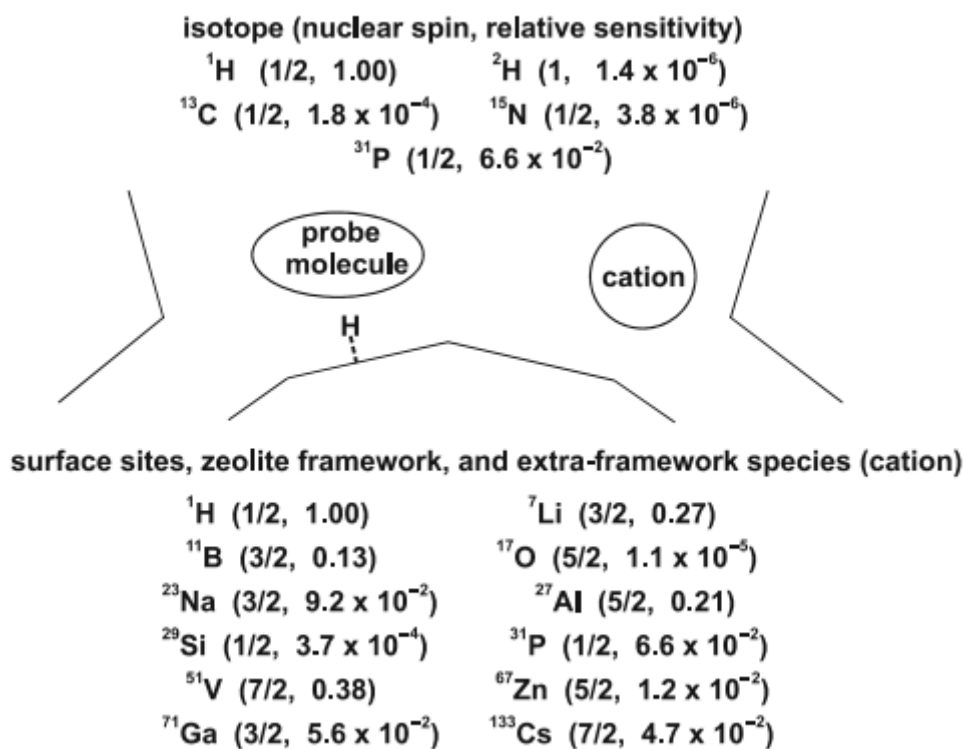 isotope (nuclear spin, relative sensitivity)
¹H (1/2, 1.00) ²H (1, 1.4 x 10⁻⁶)
¹³C (1/2, 1.8 x 10⁻⁴) ¹⁵N (1/2, 3.8 x 10⁻⁶)
³¹P (1/2, 6.6 x 10⁻²)
probe
molecule
cation
H
surface sites, zeolite framework, and extra-framework species (cation)
¹H (1/2, 1.00) ⁷Li (3/2, 0.27)
¹¹B (3/2, 0.13) ¹⁷O (5/2, 1.1 x 10⁻⁵)
²³Na (3/2, 9.2 x 10⁻²) ²⁷Al (5/2, 0.21)
²⁹Si (1/2, 3.7 x 10⁻⁴) ³¹P (1/2, 6.6 x 10⁻²)
⁵¹V (7/2, 0.38) ⁶⁷Zn (5/2, 1.2 x 10⁻²)
⁷¹Ga (3/2, 5.6 x 10⁻²) ¹³³Cs (7/2, 4.7 x 10⁻²)